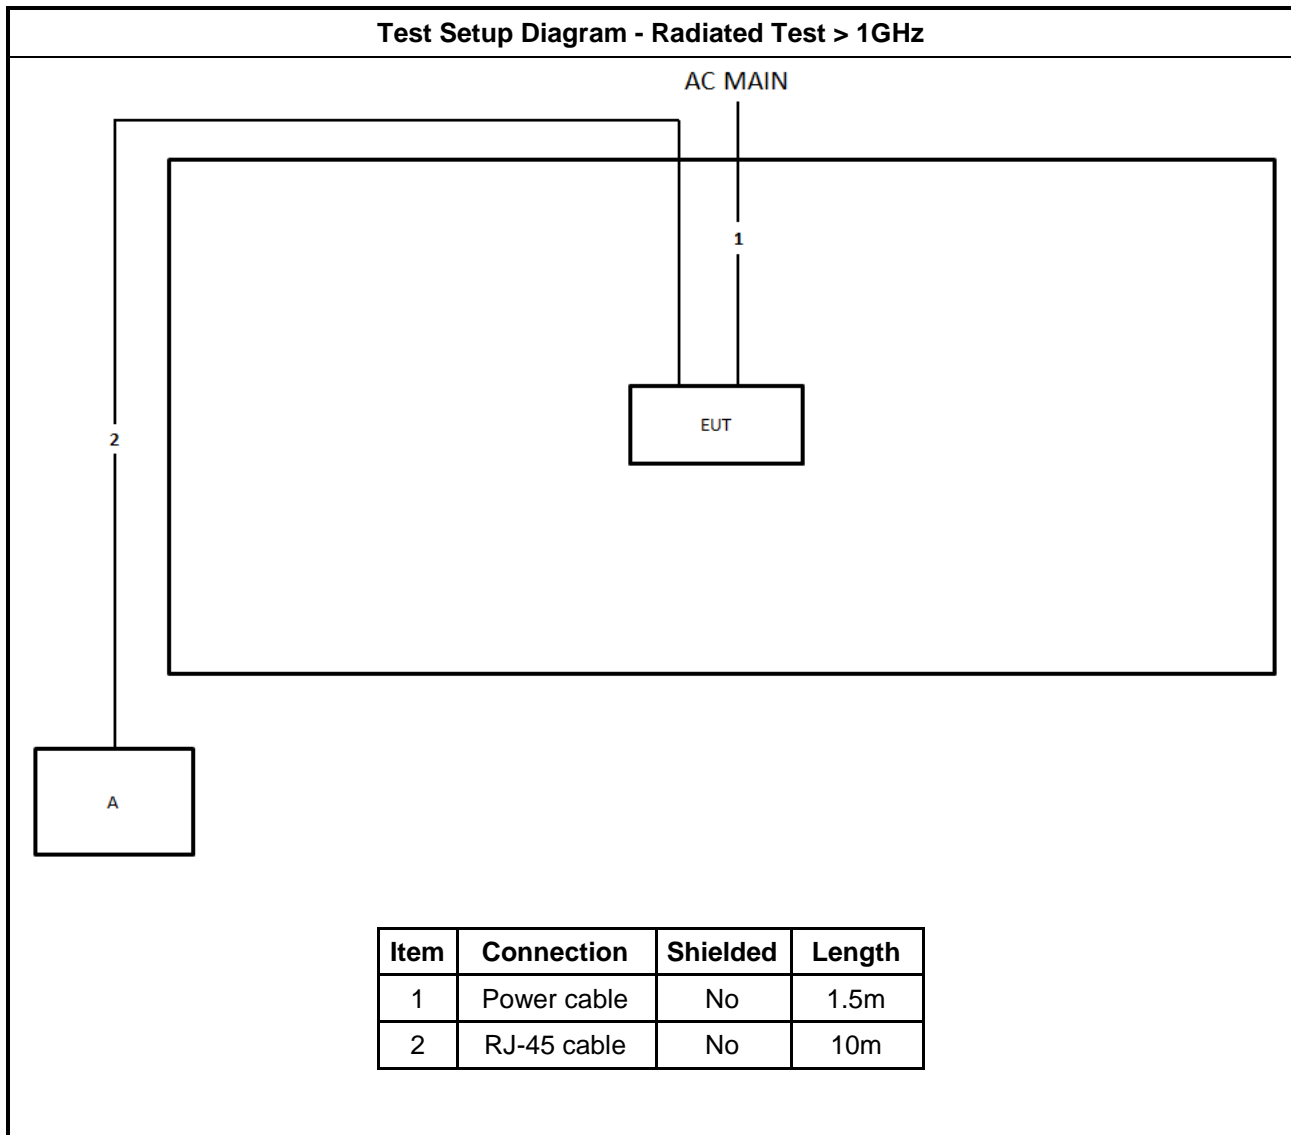 Test Setup Diagram - Radiated Test > 1GHz
AC MAIN
1
EUT
2
A
Item Connection Shielded Length
1 Power cable No 1.5m
2 RJ-45 cable No 10m